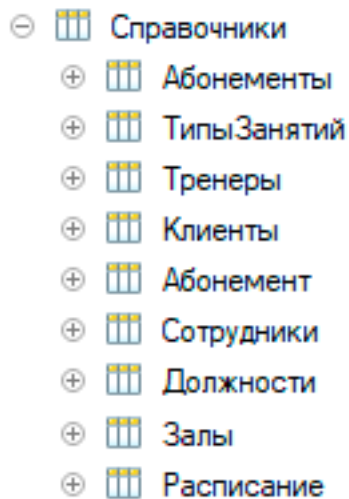 Справочники
Абонементы
ТипыЗанятий
Тренеры
Клиенты
Абонемент
Сотрудники
Должности
Залы
Расписание